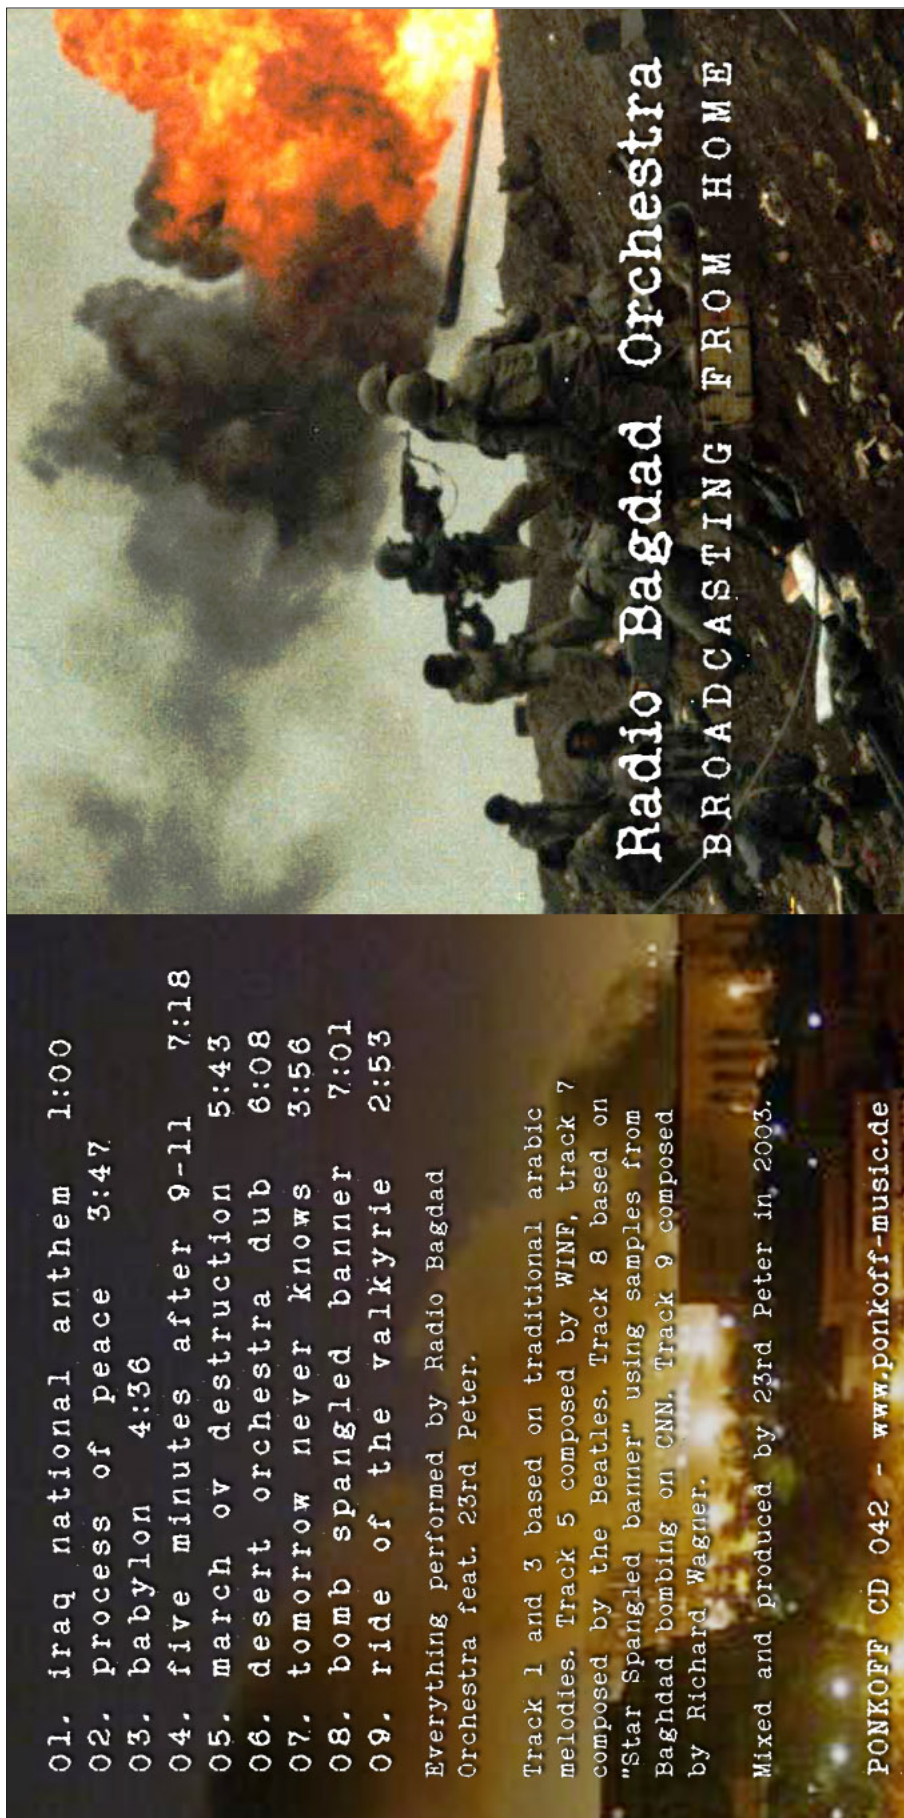 01. iraq national anthem 1:00
02. process of peace 3:47
03. babylon 4:36
04. five minutes after 9-11 7:18
05. march ov destruction 5:43
06. desert orchestra dub 6:08
07. tomorrow never knows 3:56
08. bomb spangled banner 7:01
09. ride of the valkyrie 2:53
Everything performed by Radio Bagdad
Orchestra feat. 23rd Peter.
Track 1 and 3 based on traditional arabic
melodies. Track 5 composed by WINF, track 7
composed by the Beatles. Track 8 based on
"Star Spangled banner" using samples from
Baghdad bombing on CNN. Track 9 composed
by Richard Wagner.
Mixed and produced by 23rd Peter in 2003.
PONKOFF CD 042 - www.ponkoff-music.de
Radio Bagdad Orchestra
BROADCASTING FROM HOME